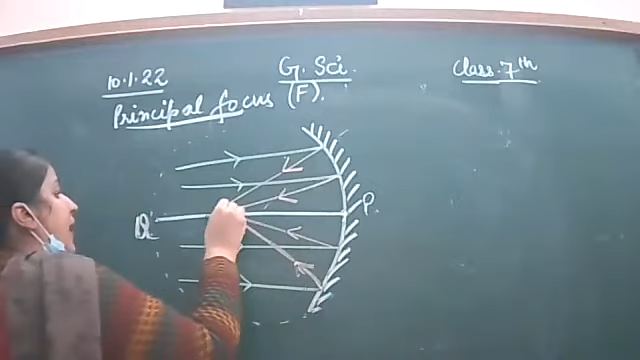 10.1.22
G. Sci.
Class. 7th
Principal focus (F).
P.